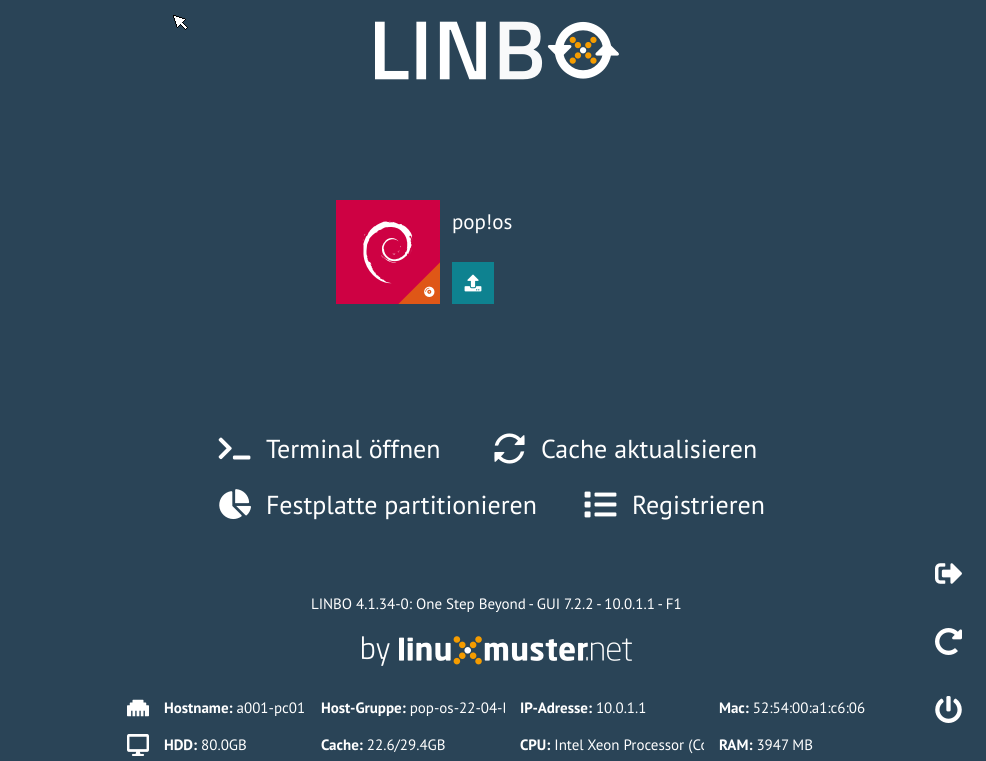 LINBO
pop!os
Terminal öffnen Cache aktualisieren
Festplatte partitionieren Registrieren
LINBO 4.1.34-0: One Step Beyond - GUI 7.2.2 - 10.0.1.1 - F1
by linuxmuster.net
Hostname: a001-pc01 Host-Gruppe: pop-os-22-04- IP-Adresse: 10.0.1.1 Mac: 52:54:00:a1:c6:06
HDD: 80.0GB Cache: 22.6/29.4GB CPU: Intel Xeon Processor (Cc RAM: 3947 MB